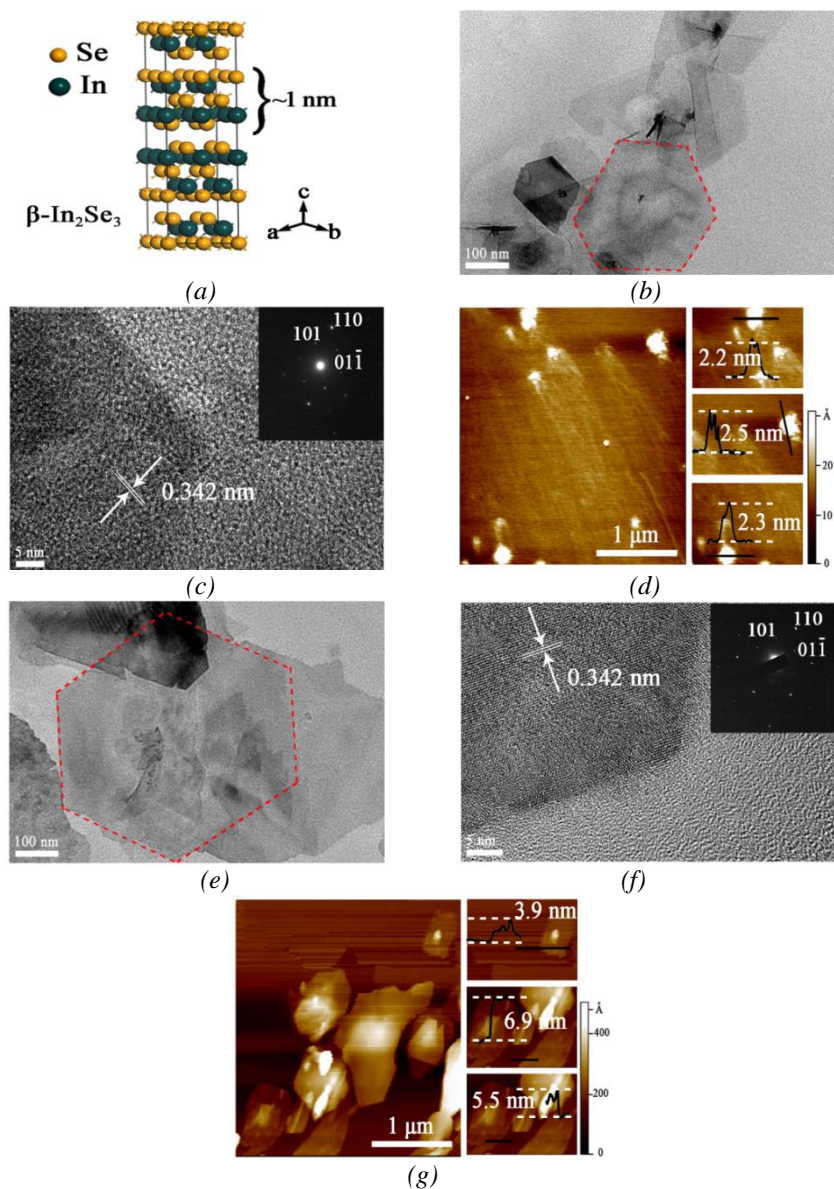 Se
In
~1 nm
β-In₂Se₃
c
a b
(a)
100 nm
(b)
110
101
011̄
0.342 nm
5 nm
(c)
2.2 nm
2.5 nm
2.3 nm
1 μm
Å
20
10
0
(d)
100 nm
(e)
110
101
011̄
0.342 nm
5 nm
(f)
3.9 nm
6.9 nm
5.5 nm
1 μm
Å
400
200
0
(g)